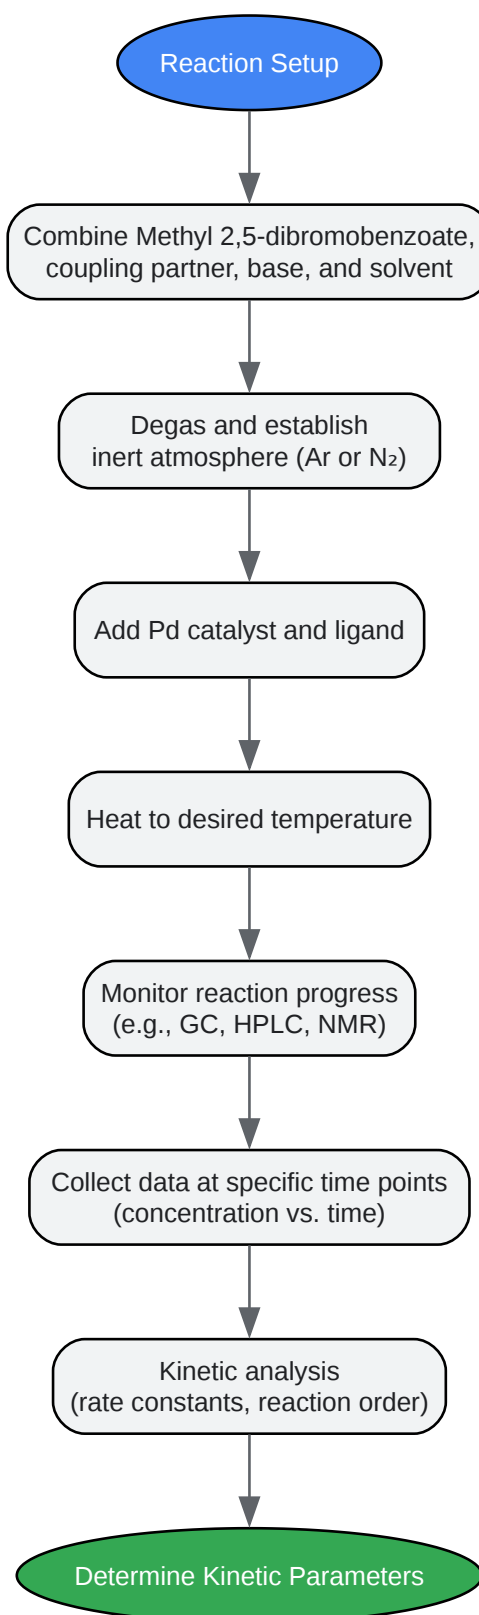 Reaction Setup
Combine Methyl 2,5-dibromobenzoate,
coupling partner, base, and solvent
Degas and establish
inert atmosphere (Ar or N₂)
Add Pd catalyst and ligand
Heat to desired temperature
Monitor reaction progress
(e.g., GC, HPLC, NMR)
Collect data at specific time points
(concentration vs. time)
Kinetic analysis
(rate constants, reaction order)
Determine Kinetic Parameters